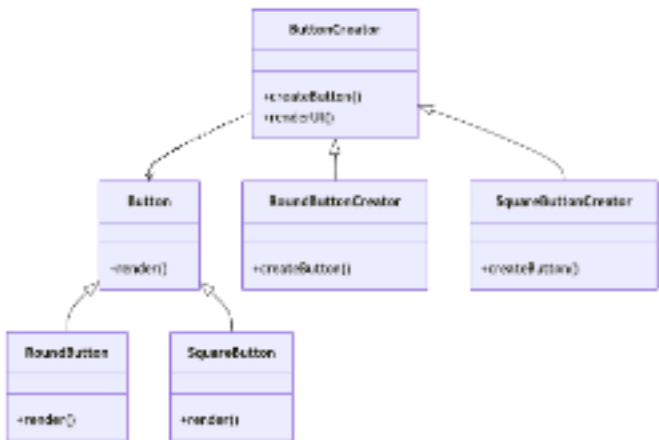 ButtonCreator
+createButton()
+renderUI()
Button
-render()
RoundButtonCreator
+createButton()
SquareButtonCreator
+createButton()
RoundButton
+render()
SquareButton
+render()